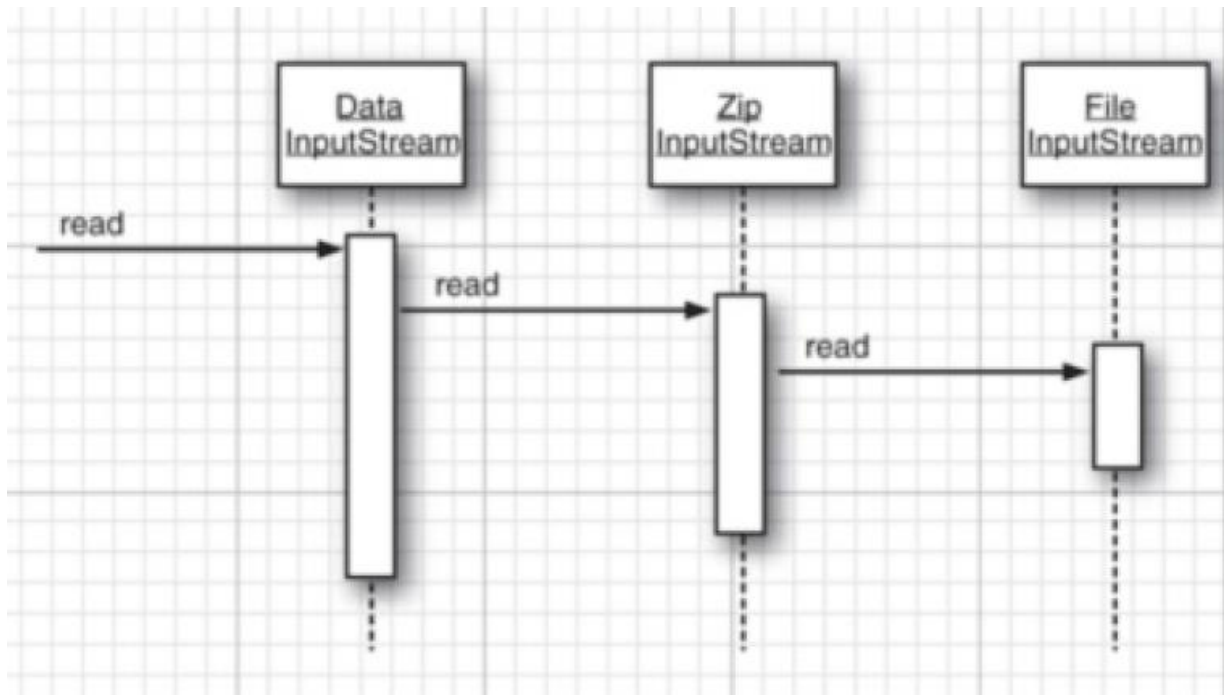 Data
InputStream
Zip
InputStream
File
InputStream
read
read
read